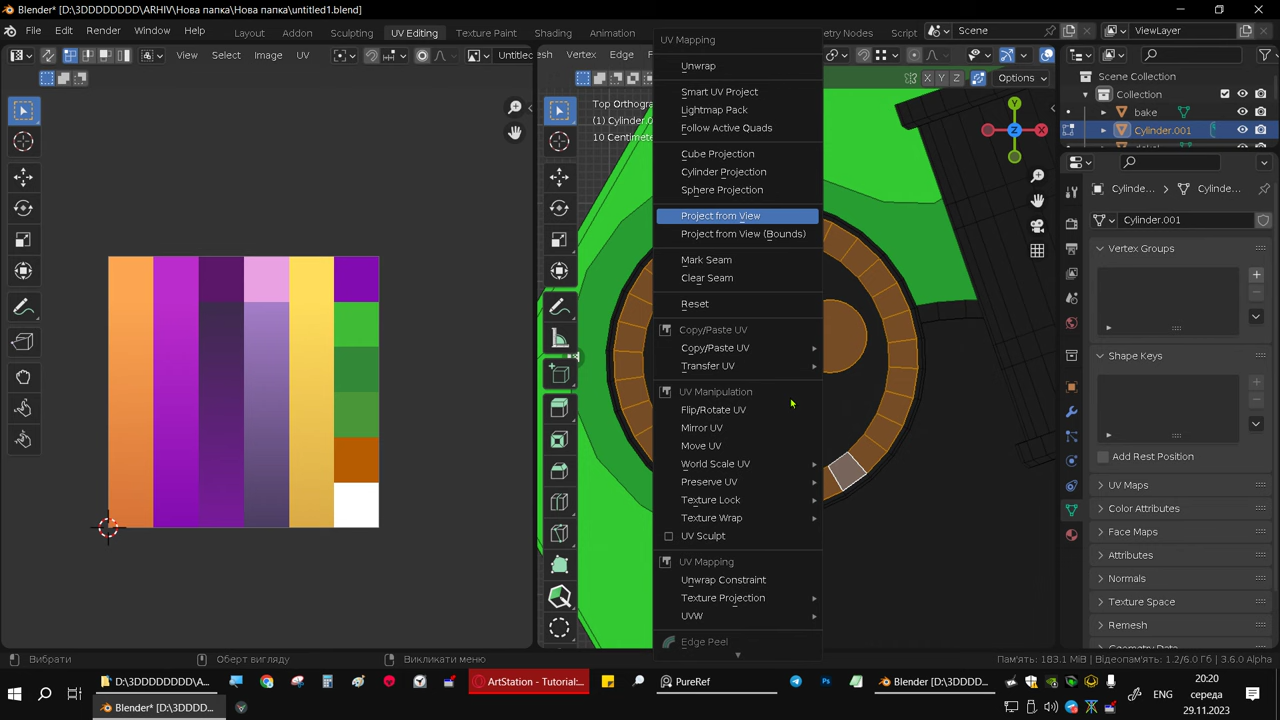 Blender* [D:\3DDDDDDDD\ARHIV\Нова папка\Нова папка\untitled1.blend]
File Edit Render Window Help Layout Addon UV Editing Texture Paint Shading Animation Script Scene ViewLayer
View Select Image UV Vertex Edge
Options
UV Mapping
Unwrap
Smart UV Project
Lightmap Pack
Follow Active Quads
Cube Projection
Cylinder Projection
Sphere Projection
Project from View
Project from View (Bounds)
Mark Seam
Clear Seam
Reset
Copy/Paste UV
Copy/Paste UV
Transfer UV
UV Manipulation
Flip/Rotate UV
Mirror UV
Move UV
World Scale UV
Preserve UV
Texture Lock
Texture Wrap
UV Sculpt
UV Mapping
Unwrap Constraint
Texture Projection
UVW
Edge Peel
X Y Z
Y
Z
X
Scene Collection
Collection
bake
Cylinder.001
Cylinde...
Cylinde...
Cylinder.001
Vertex Groups
Shape Keys
Add Rest Position
UV Maps
Color Attributes
Face Maps
Attributes
Normals
Texture Space
Remesh
Вибрати Оберт вигляду Викликати меню Пам'ять: 183.1 MiB | Відеопам'ять: 1.2/6.0 Гб | 3.6.0 Alpha
D:\3DDDDDDDD\A... ArtStation - Tutorial:... PureRef Blender [D:\3DDDD...
Blender* [D:\3DDDD...
ENG
20:20
середа
29.11.2023